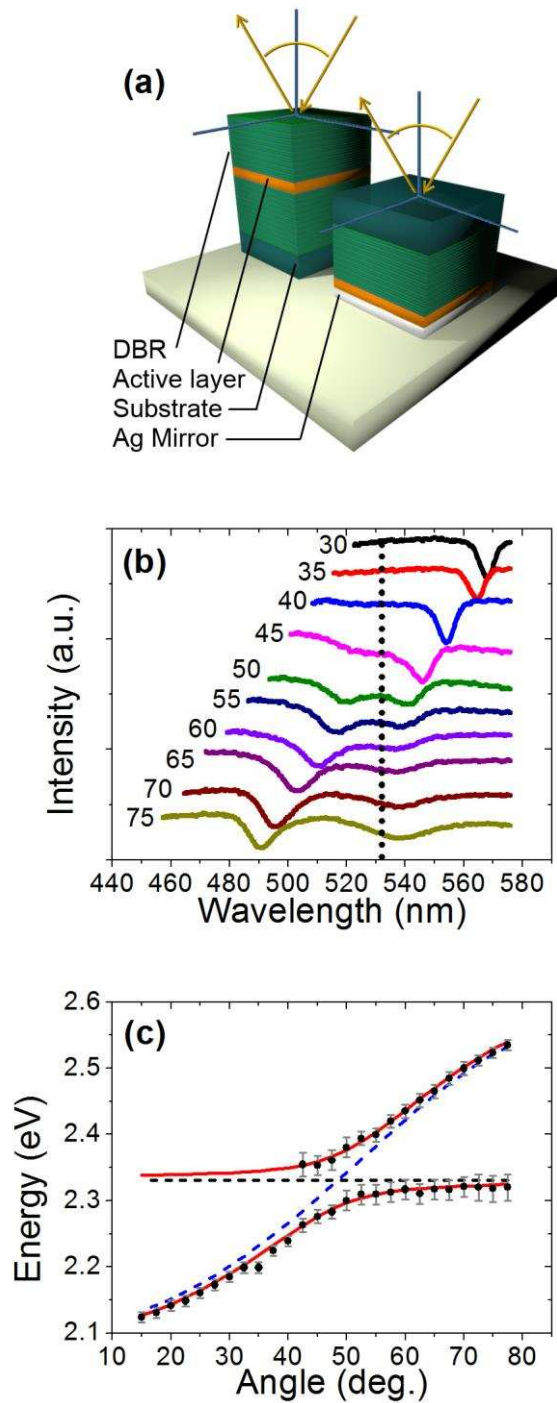 (a)
DBR
Active layer
Substrate
Ag Mirror
(b)
30
35
40
45
50
55
60
65
70
75
Intensity (a.u.)
440 460 480 500 520 540 560 580
Wavelength (nm)
(c)
2.6
2.5
2.4
2.3
2.2
2.1
Energy (eV)
10 20 30 40 50 60 70 80
Angle (deg.)